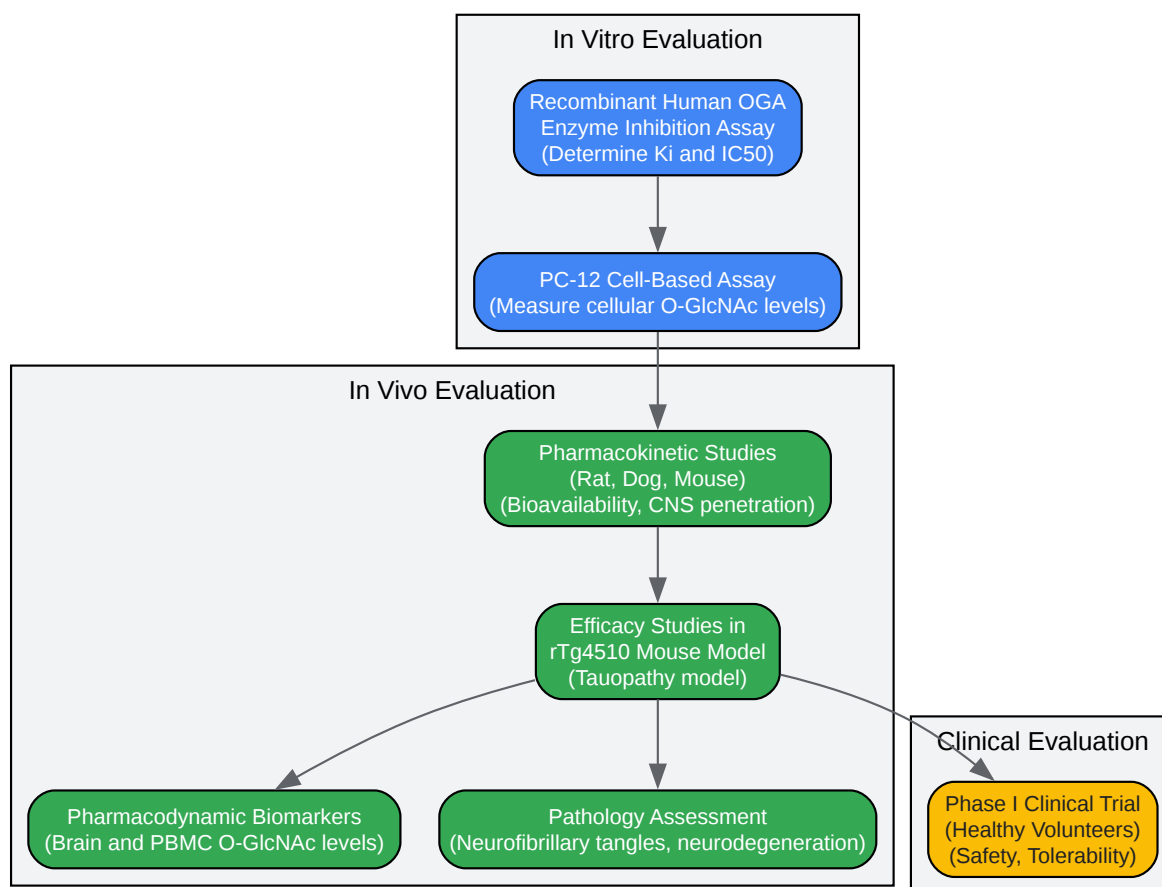 In Vitro Evaluation
Recombinant Human OGA
Enzyme Inhibition Assay
(Determine Ki and IC50)
PC-12 Cell-Based Assay
(Measure cellular O-GlcNAc levels)
In Vivo Evaluation
Pharmacokinetic Studies
(Rat, Dog, Mouse)
(Bioavailability, CNS penetration)
Efficacy Studies in
rTg4510 Mouse Model
(Tauopathy model)
Pharmacodynamic Biomarkers
(Brain and PBMC O-GlcNAc levels)
Pathology Assessment
(Neurofibrillary tangles, neurodegeneration)
Clinical Evaluation
Phase I Clinical Trial
(Healthy Volunteers)
(Safety, Tolerability)